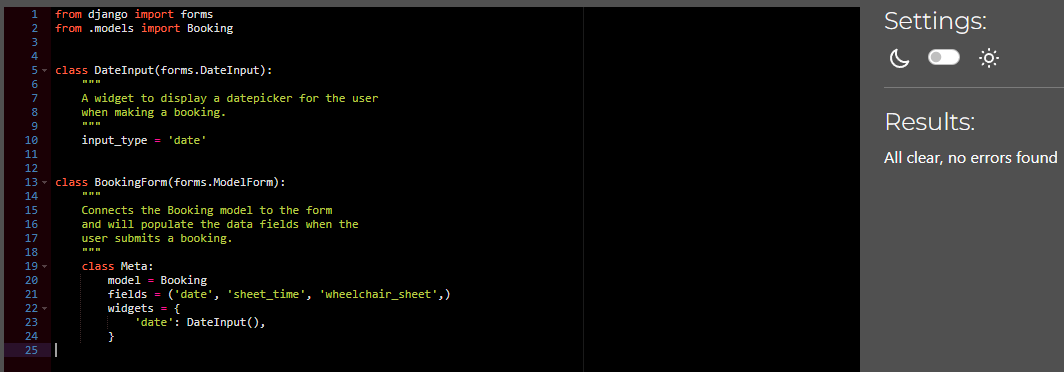 1 from django import forms
2 from .models import Booking
3
4
5 class DateInput(forms.DateInput):
6     """
7     A widget to display a datepicker for the user
8     when making a booking.
9     """
10     input_type = 'date'
11
12
13 class BookingForm(forms.ModelForm):
14     """
15     Connects the Booking model to the form
16     and will populate the data fields when the
17     user submits a booking.
18     """
19     class Meta:
20         model = Booking
21         fields = ('date', 'sheet_time', 'wheelchair_sheet',)
22         widgets = {
23             'date': DateInput(),
24         }
25
Settings:
Results:
All clear, no errors found